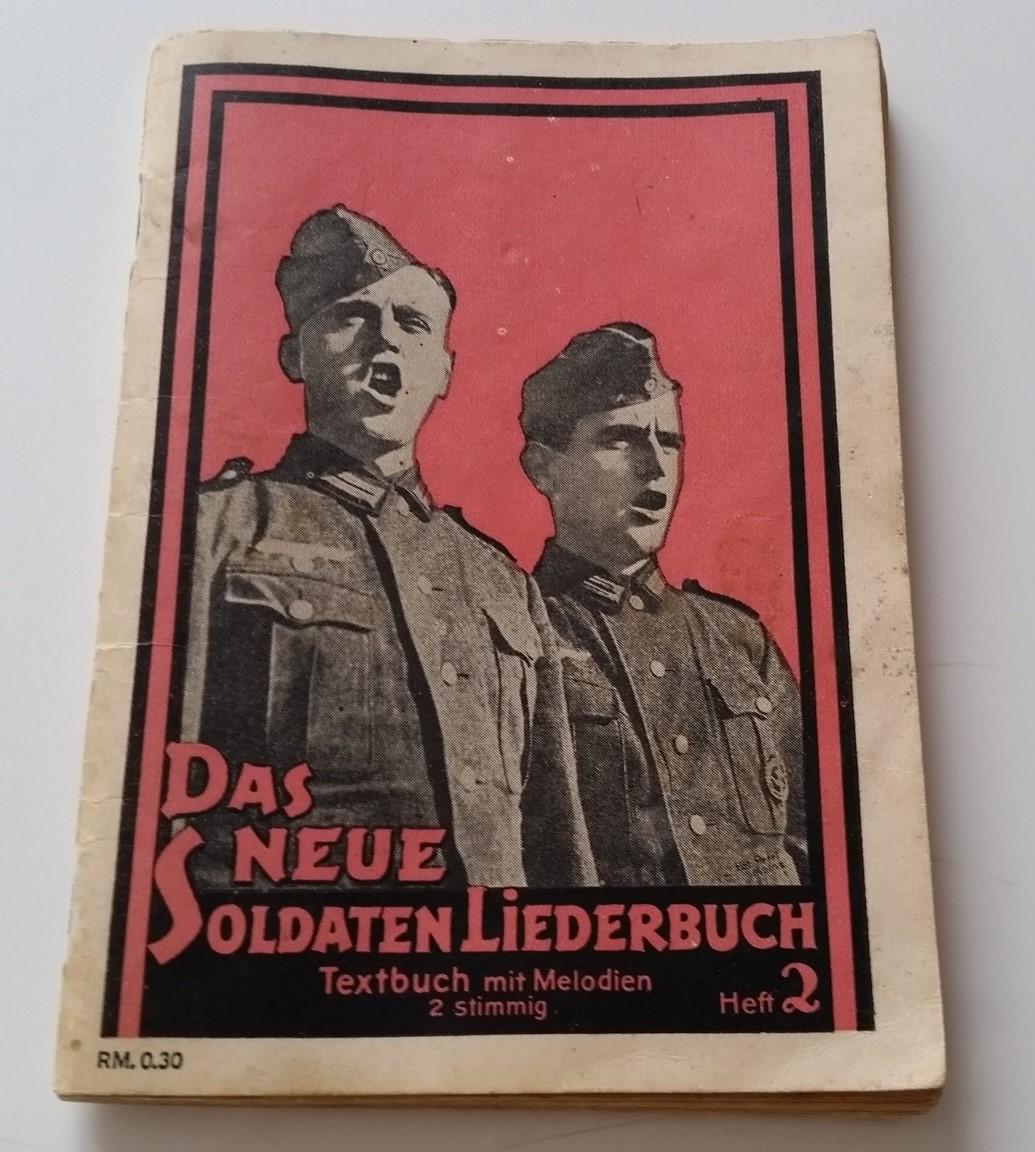 DAS
NEUE
SOLDATEN LiEDERBUCH
Textbuch mit Melodien
2 stimmig
Heft 2
RM. 0.30